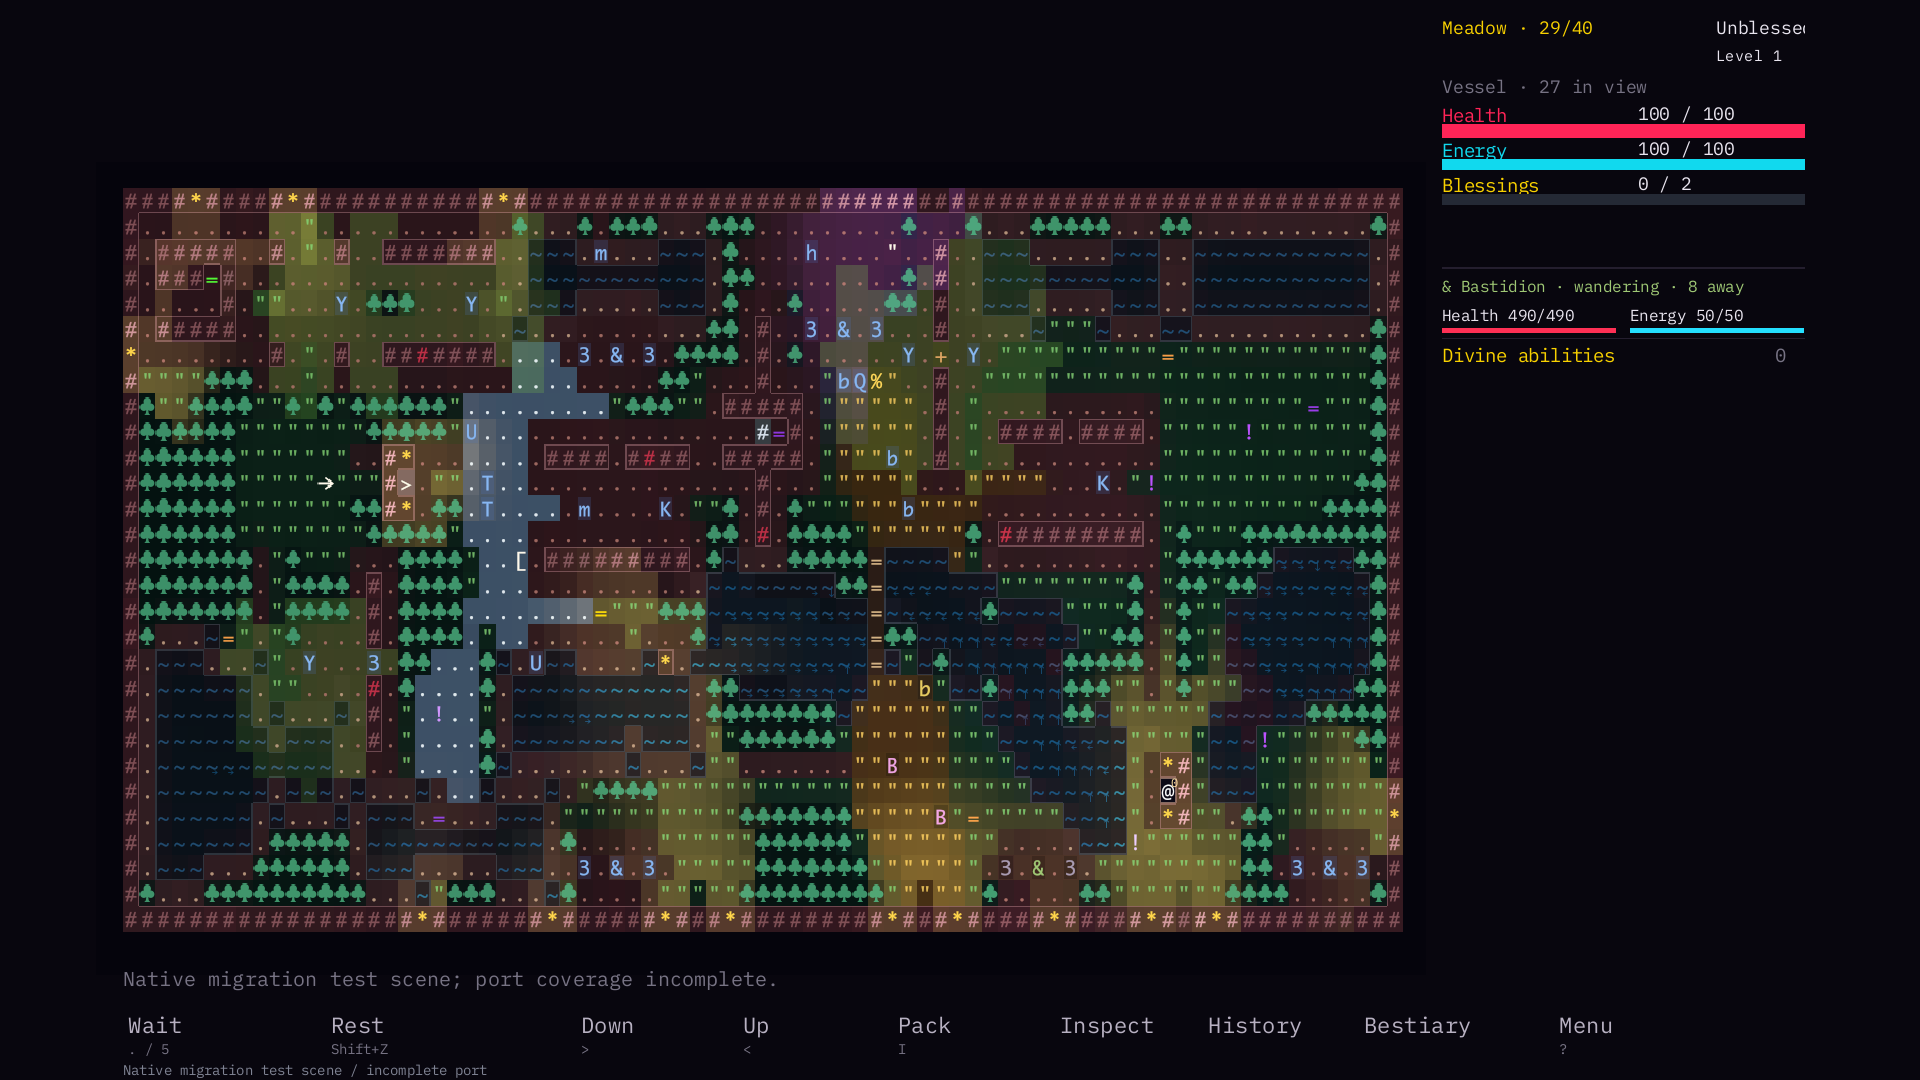 Meadow · 29/40
Unblessed
Level 1
Vessel · 27 in view
Health 100 / 100
Energy 100 / 100
Blessings 0 / 2
& Bastidion · wandering · 8 away
Health 490/490 Energy 50/50
Divine abilities 0
Native migration test scene; port coverage incomplete.
Wait Rest Down Up Pack Inspect History Bestiary Menu
. / 5 Shift+Z > < I ?
Native migration test scene / incomplete port